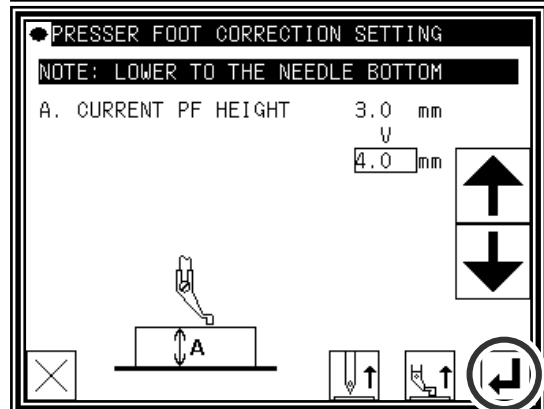 PRESSER FOOT CORRECTION SETTING
NOTE: LOWER TO THE NEEDLE BOTTOM
A. CURRENT PF HEIGHT 3.0 mm
V
4.0 mm
A